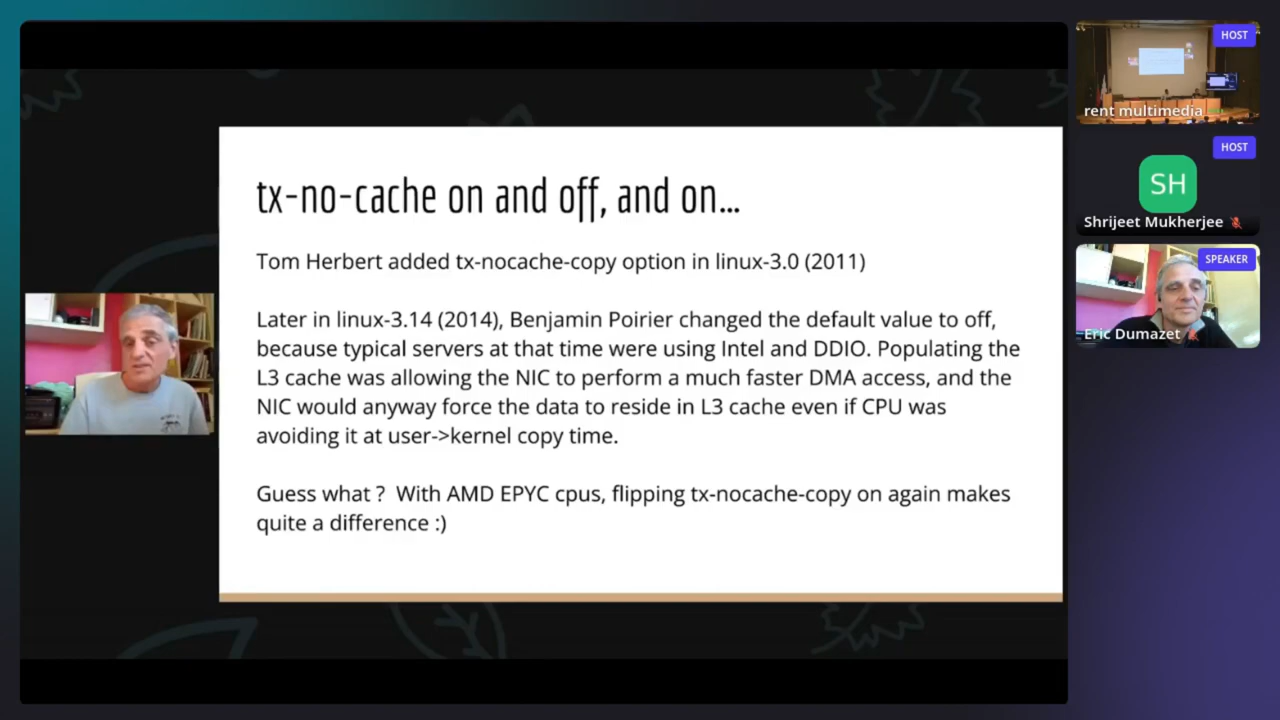 tx-no-cache on and off, and on...
Tom Herbert added tx-nocache-copy option in linux-3.0 (2011)
Later in linux-3.14 (2014), Benjamin Poirier changed the default value to off,
because typical servers at that time were using Intel and DDIO. Populating the
L3 cache was allowing the NIC to perform a much faster DMA access, and the
NIC would anyway force the data to reside in L3 cache even if CPU was
avoiding it at user->kernel copy time.
Guess what ?  With AMD EPYC cpus, flipping tx-nocache-copy on again makes
quite a difference :)
HOST
rent multimedia
HOST
SH
Shrijeet Mukherjee
SPEAKER
Eric Dumazet